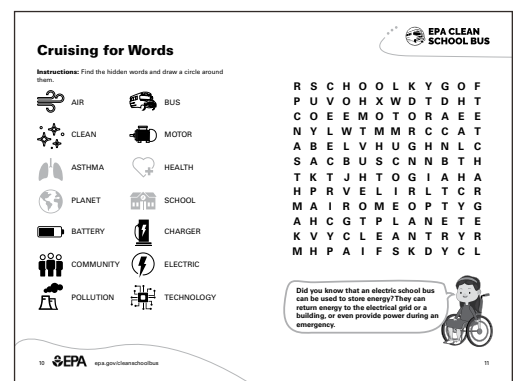 Cruising for Words
EPA CLEAN
SCHOOL BUS
Instructions: Find the hidden words and draw a circle around
them.
AIR
BUS
CLEAN
MOTOR
ASTHMA
HEALTH
PLANET
SCHOOL
BATTERY
CHARGER
COMMUNITY
ELECTRIC
POLLUTION
TECHNOLOGY
R S C H O O L K Y G O F
P U V O H X W D T D H T
C O E E M O T O R A E E
N Y L W T M M R C C A T
A B E L V H U G H N L C
S A C B U S C N N B T H
T K T J H T O G I A H A
H P R V E L I R L T C R
M A I R O M E O P T Y G
A H C G T P L A N E T E
K V Y C L E A N T R Y R
M H P A I F S K D Y C L
Did you know that an electric school bus
can be used to store energy? They can
return energy to the electrical grid or a
building, or even provide power during an
emergency.
10 EPA epa.gov/cleanschoolbus
11